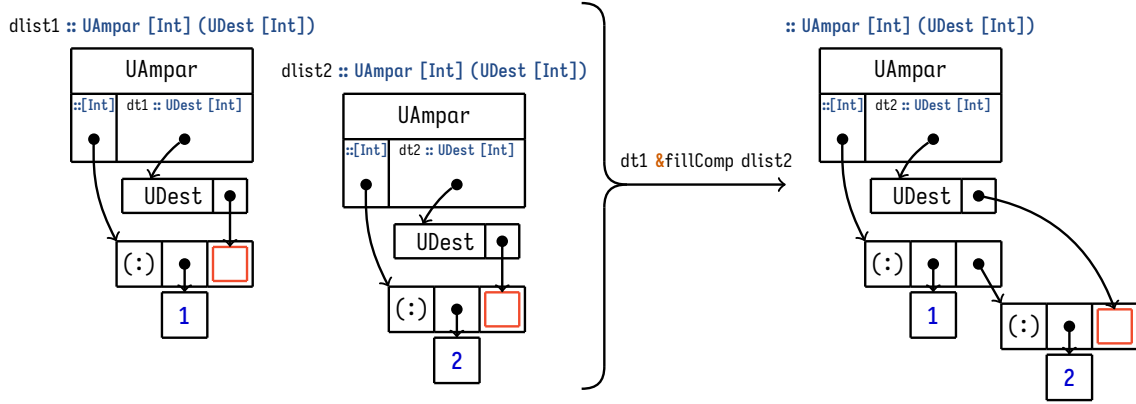 dlist1 :: UAmpar [Int] (UDest [Int])
UAmpar
::[Int] dt1 :: UDest [Int]
UDest
(:)
1
dlist2 :: UAmpar [Int] (UDest [Int])
UAmpar
::[Int] dt2 :: UDest [Int]
UDest
(:)
2
dt1 &fillComp dlist2
:: UAmpar [Int] (UDest [Int])
UAmpar
::[Int] dt2 :: UDest [Int]
UDest
(:)
1
(:)
2